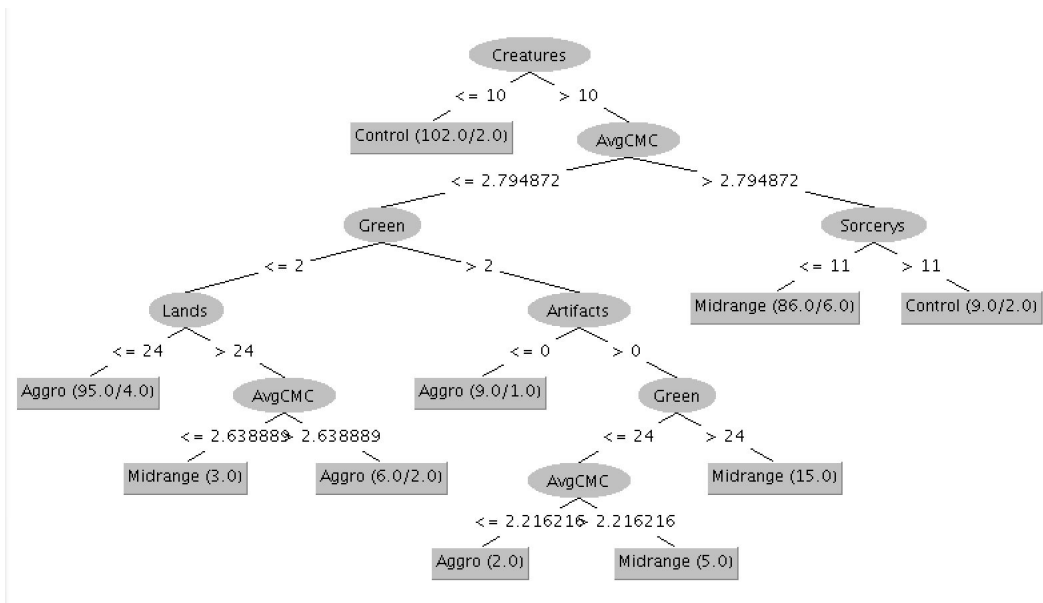 Creatures
<= 10 > 10
Control (102.0/2.0) AvgCMC
<= 2.794872 > 2.794872
Green Sorcerys
<= 2 > 2 <= 11 > 11
Lands Artifacts Midrange (86.0/6.0) Control (9.0/2.0)
<= 24 > 24 <= 0 > 0
Aggro (95.0/4.0) AvgCMC Aggro (9.0/1.0) Green
<= 2.638889 > 2.638889 <= 24 > 24
Midrange (3.0) Aggro (6.0/2.0) AvgCMC Midrange (15.0)
<= 2.216216 > 2.216216
Aggro (2.0) Midrange (5.0)